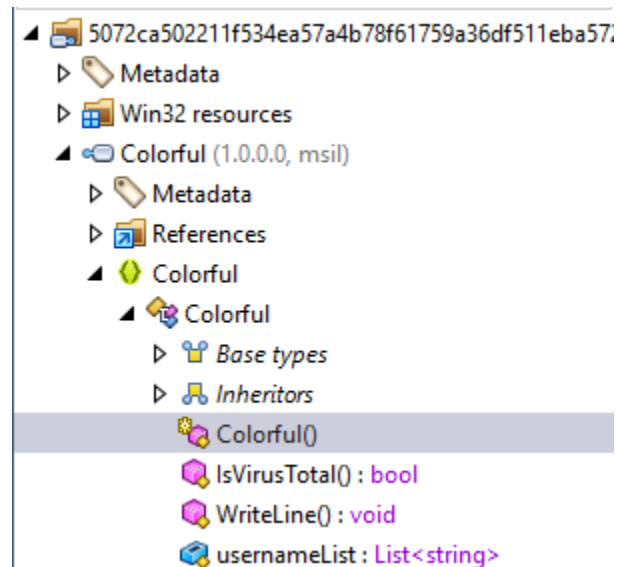 5072ca502211f534ea57a4b78f61759a36df511eba572
Metadata
Win32 resources
Colorful (1.0.0.0, msil)
Metadata
References
Colorful
Colorful
Base types
Inheritors
Colorful()
IsVirusTotal() : bool
WriteLine() : void
usernameList : List<string>